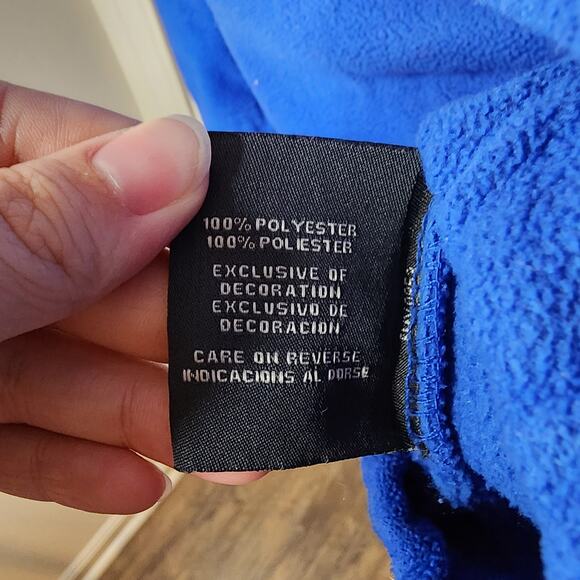 100% POLYESTER
100% POLIESTER
EXCLUSIVE OF
DECORATION
EXCLUSIVO DE
DECORACION
CARE ON REVERSE
INDICACIONS AL DORSE